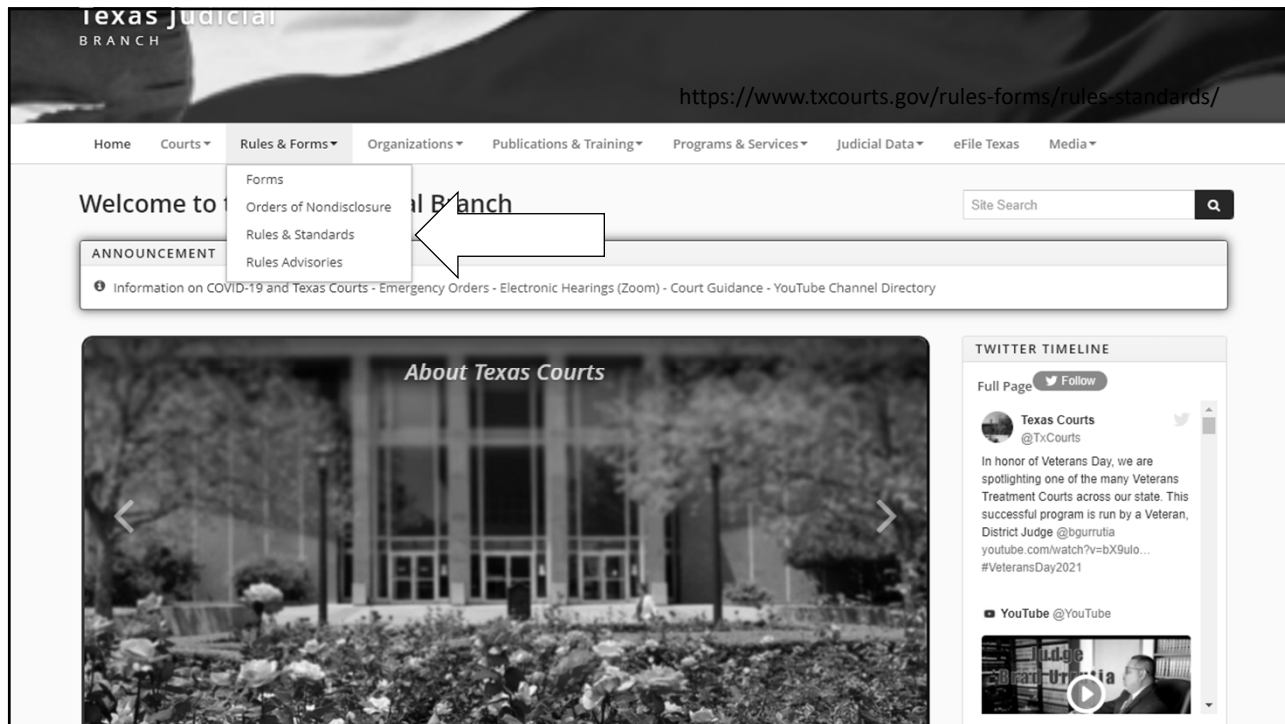 Texas Judicial
BRANCH
https://www.txcourts.gov/rules-forms/rules-standards/
Home Courts Rules & Forms Organizations Publications & Training Programs & Services Judicial Data eFile Texas Media
Forms
Orders of Nondisclosure
Rules & Standards
Rules Advisories
Welcome to t al Branch
Site Search
ANNOUNCEMENT
Information on COVID-19 and Texas Courts - Emergency Orders - Electronic Hearings (Zoom) - Court Guidance - YouTube Channel Directory
About Texas Courts
TWITTER TIMELINE
Full Page Follow
Texas Courts
@TxCourts
In honor of Veterans Day, we are
spotlighting one of the many Veterans
Treatment Courts across our state. This
successful program is run by a Veteran,
District Judge @bgurrutia
youtube.com/watch?v=bX9ulo…
#VeteransDay2021
YouTube @YouTube
Judge
Brad Urrutia